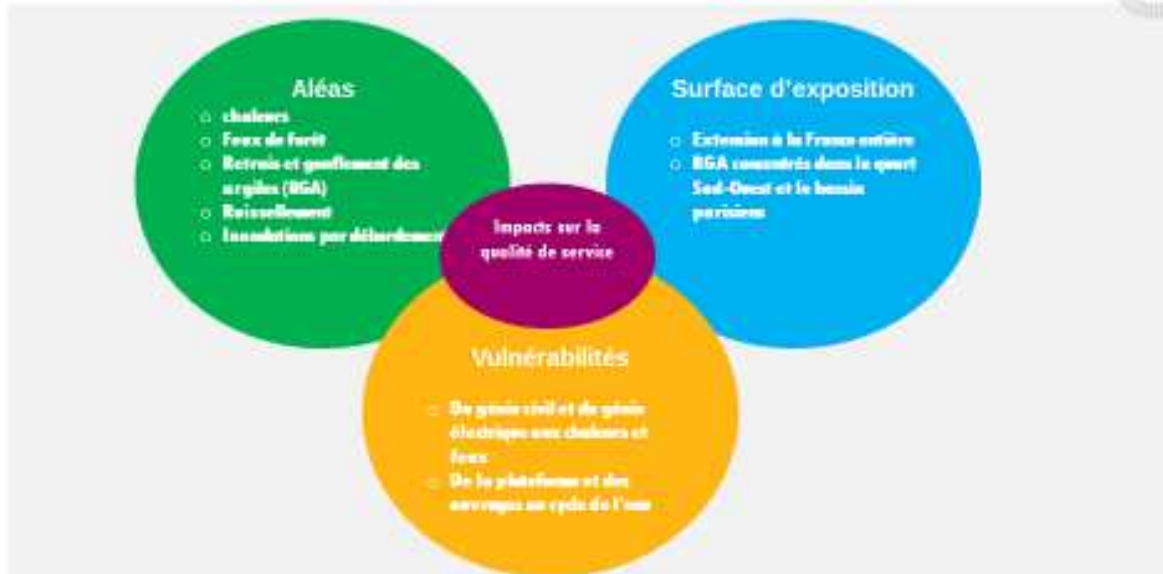 Aléas
○ chaleurs
○ Feux de forêt
○ Retrais et gonflement des
argiles (RGA)
○ Ruissellement
○ Inondations par débordement
Surface d'exposition
○ Extension à la France entière
○ RGA concentrés dans le quart
Sud-Ouest et le bassin
parisiens
Impacts sur la
qualité de service
Vulnérabilités
○ Du génie civil et du génie
électrique aux chaleurs et
feux
○ De la plateforme et des
ouvrages au cycle de l'eau